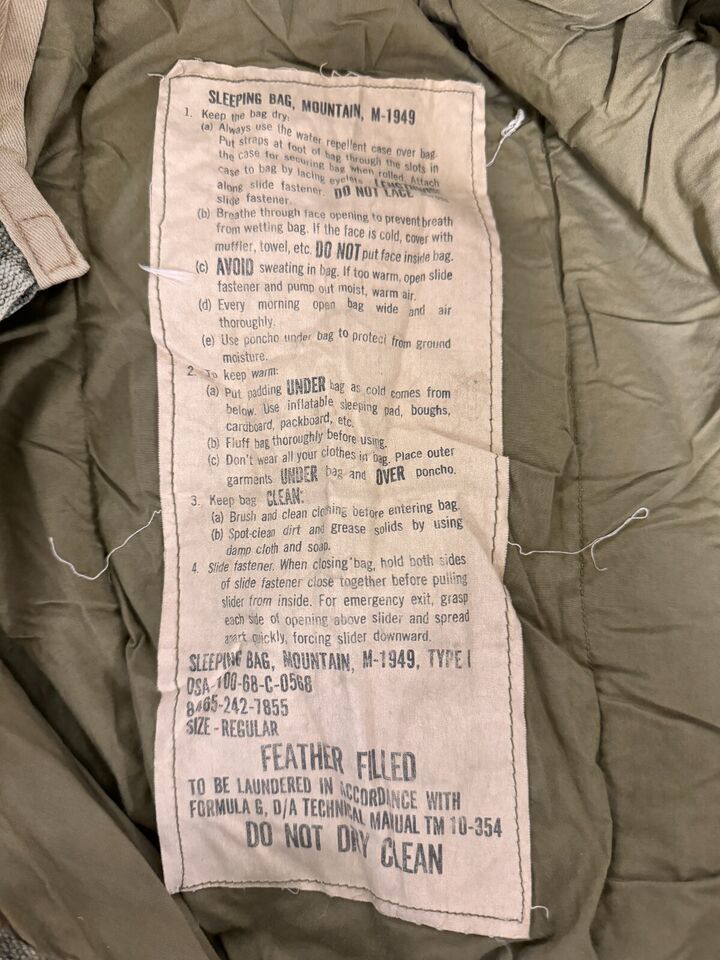 SLEEPING BAG, MOUNTAIN, M-1949
1. Keep the bag dry:
(a) Always use the water repellent case over bag.
Put straps at foot of bag through the slots in
the case for securing bag when rolled. Attach
case to bag by lacing eyelets
along slide fastener. DO NOT LACE
slide fastener.
(b) Breathe through face opening to prevent breath
from wetting bag. If the face is cold, cover with
muffler, towel, etc. DO NOT put face inside bag.
(c) AVOID sweating in bag. If too warm, open slide
fastener and pump out moist, warm air.
(d) Every morning open bag wide and air
thoroughly.
(e) Use poncho under bag to protect from ground
moisture.
2. To keep warm:
(a) Put padding UNDER bag as cold comes from
below. Use inflatable sleeping pad, boughs,
cardboard, packboard, etc.
(b) Fluff bag thoroughly before using.
(c) Don't wear all your clothes in bag. Place outer
garments UNDER bag and OVER poncho.
3. Keep bag CLEAN:
(a) Brush and clean clothing before entering bag.
(b) Spot-clean dirt and grease solids by using
damp cloth and soap.
4. Slide fastener. When closing bag, hold both sides
of slide fastener close together before pulling
slider from inside. For emergency exit, grasp
each side of opening above slider and spread
apart quickly, forcing slider downward.
SLEEPING BAG, MOUNTAIN, M-1949, TYPE I
DSA-100-68-C-0568
8465-242-7855
SIZE - REGULAR
FEATHER FILLED
TO BE LAUNDERED IN ACCORDANCE WITH
FORMULA G, D/A TECHNICAL MANUAL TM 10-354
DO NOT DRY CLEAN